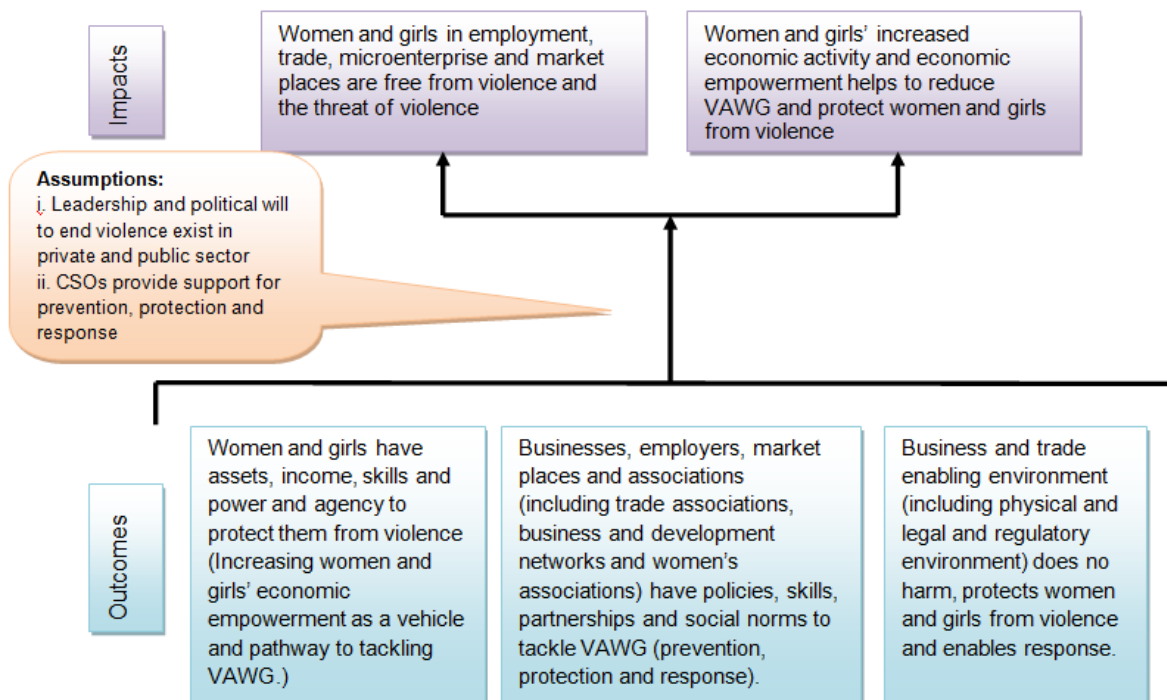 Impacts
Women and girls in employment,
trade, microenterprise and market
places are free from violence and
the threat of violence
Women and girls’ increased
economic activity and economic
empowerment helps to reduce
VAWG and protect women and girls
from violence
Assumptions:
i. Leadership and political will
to end violence exist in
private and public sector
ii. CSOs provide support for
prevention, protection and
response
Outcomes
Women and girls have
assets, income, skills and
power and agency to
protect them from violence
(Increasing women and
girls’ economic
empowerment as a vehicle
and pathway to tackling
VAWG.)
Businesses, employers, market
places and associations
(including trade associations,
business and development
networks and women’s
associations) have policies, skills,
partnerships and social norms to
tackle VAWG (prevention,
protection and response).
Business and trade
enabling environment
(including physical and
legal and regulatory
environment) does no
harm, protects women
and girls from violence
and enables response.